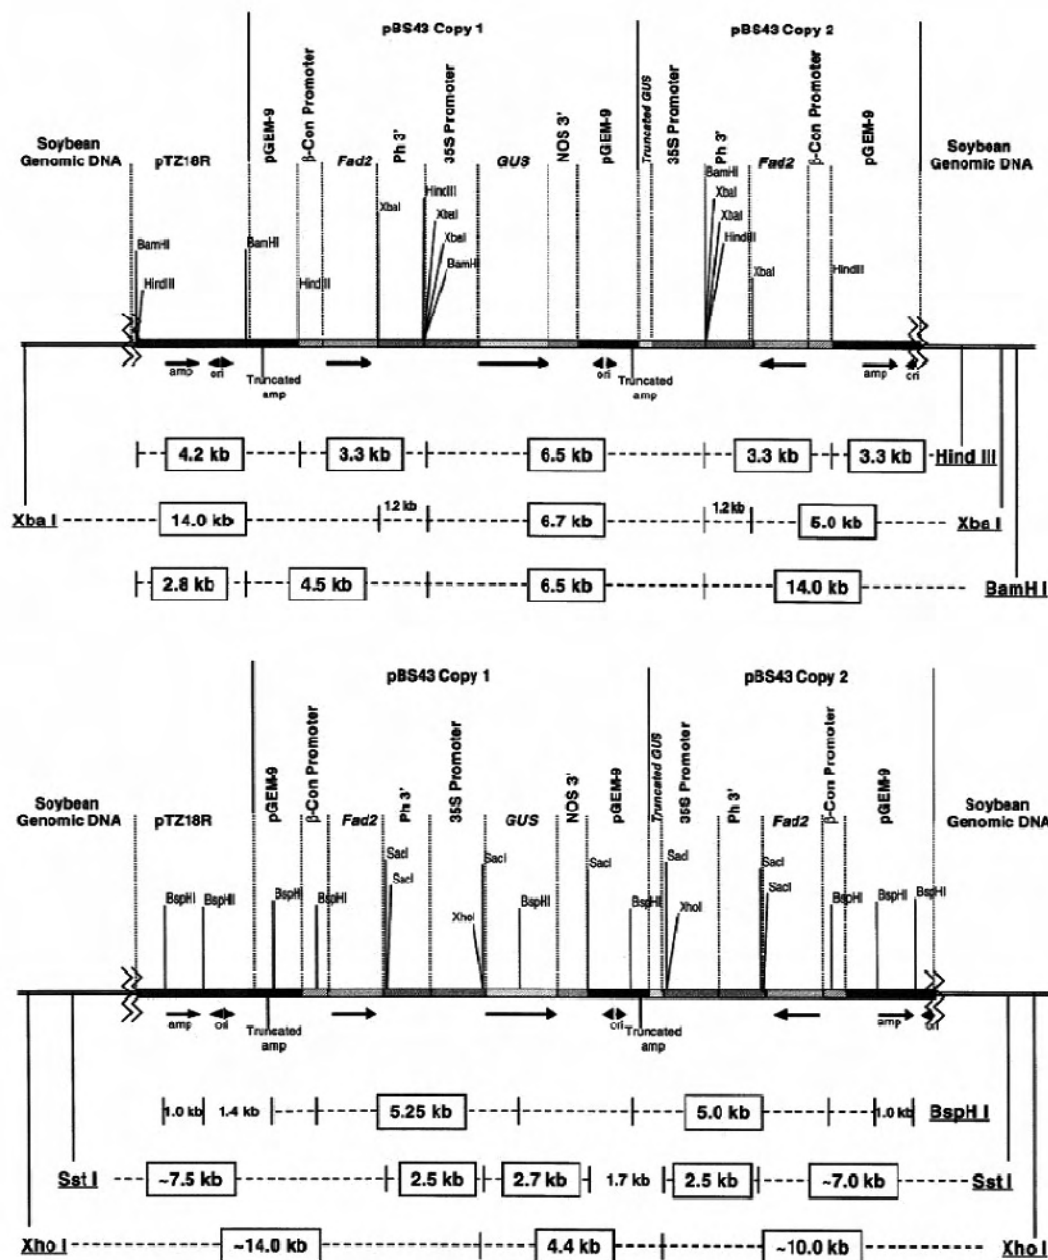 pBS43 Copy 1
pBS43 Copy 2
Soybean
Genomic DNA
pTZ18R
pGEM-9
β-Con Promoter
Fad2
Ph 3'
35S Promoter
GUS
NOS 3'
pGEM-9
Truncated GUS
35S Promoter
Ph 3'
Fad2
β-Con Promoter
pGEM-9
Soybean
Genomic DNA
BamHI
HindIII
BamHI
HindIII
XbaI
HindIII
XbaI
XbaI
BamHI
BamHI
XbaI
XbaI
HindIII
XbaI
HindIII
amp
ori
Truncated
amp
ori
Truncated
amp
amp
ori
4.2 kb
3.3 kb
6.5 kb
3.3 kb
3.3 kb
Hind III
Xba I
14.0 kb
1.2 kb
6.7 kb
1.2 kb
5.0 kb
Xba I
2.8 kb
4.5 kb
6.5 kb
14.0 kb
BamH I
pBS43 Copy 1
pBS43 Copy 2
Soybean
Genomic DNA
pTZ18R
pGEM-9
β-Con Promoter
Fad2
Ph 3'
35S Promoter
GUS
NOS 3'
pGEM-9
Truncated GUS
35S Promoter
Ph 3'
Fad2
β-Con Promoter
pGEM-9
Soybean
Genomic DNA
BspHI
BspHI
BspHI
BspHI
SacI
SacI
XhoI
SacI
BspHI
SacI
BspHI
SacI
XhoI
SacI
SacI
BspHI
BspHI
BspHI
amp
ori
Truncated
amp
ori
Truncated
amp
amp
ori
1.0 kb
1.4 kb
5.25 kb
5.0 kb
1.0 kb
BspH I
Sst I
~7.5 kb
2.5 kb
2.7 kb
1.7 kb
2.5 kb
~7.0 kb
Sst I
Xho I
~14.0 kb
4.4 kb
~10.0 kb
Xho I